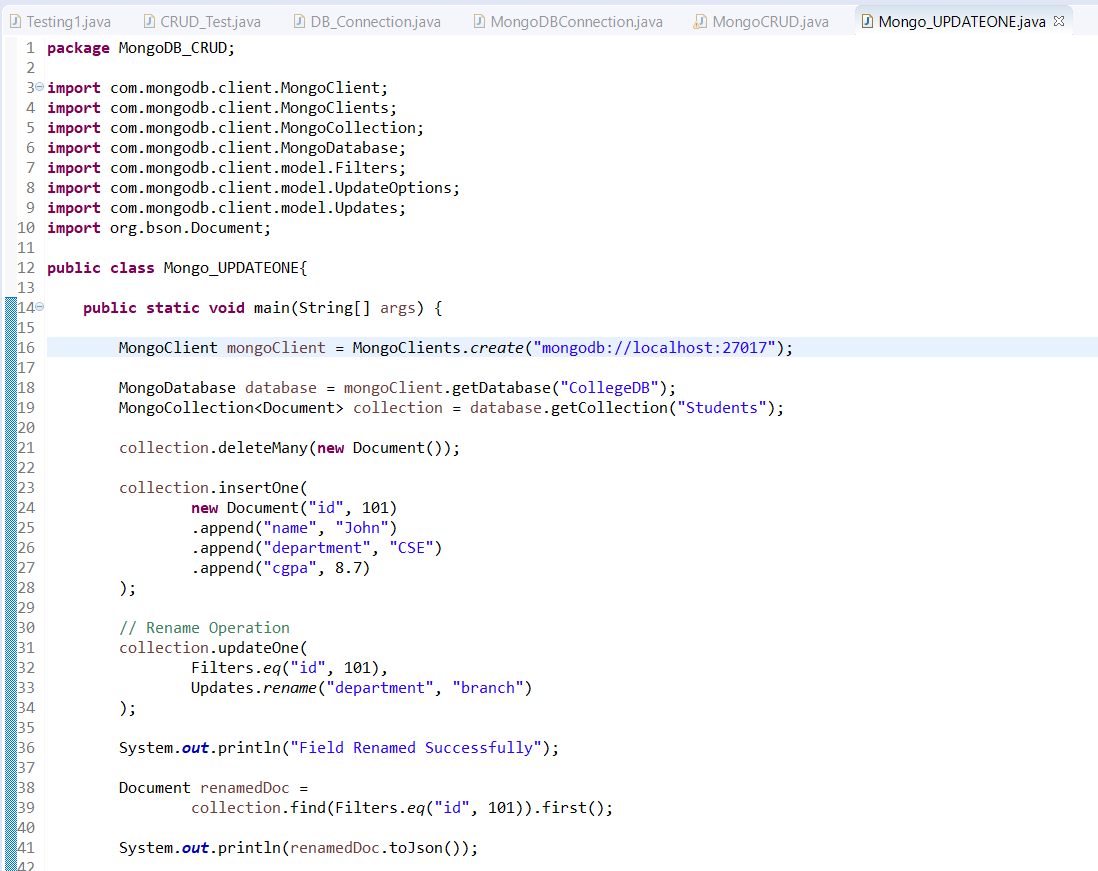 Testing1.java CRUD_Test.java DB_Connection.java MongoDBConnection.java MongoCRUD.java Mongo_UPDATEONE.java
1 package MongoDB_CRUD;
2
3 import com.mongodb.client.MongoClient;
4 import com.mongodb.client.MongoClients;
5 import com.mongodb.client.MongoCollection;
6 import com.mongodb.client.MongoDatabase;
7 import com.mongodb.client.model.Filters;
8 import com.mongodb.client.model.UpdateOptions;
9 import com.mongodb.client.model.Updates;
10 import org.bson.Document;
11
12 public class Mongo_UPDATEONE{
13
14     public static void main(String[] args) {
15
16         MongoClient mongoClient = MongoClients.create("mongodb://localhost:27017");
17
18         MongoDatabase database = mongoClient.getDatabase("CollegeDB");
19         MongoCollection<Document> collection = database.getCollection("Students");
20
21         collection.deleteMany(new Document());
22
23         collection.insertOne(
24                 new Document("id", 101)
25                 .append("name", "John")
26                 .append("department", "CSE")
27                 .append("cgpa", 8.7)
28         );
29
30         // Rename Operation
31         collection.updateOne(
32                 Filters.eq("id", 101),
33                 Updates.rename("department", "branch")
34         );
35
36         System.out.println("Field Renamed Successfully");
37
38         Document renamedDoc =
39                 collection.find(Filters.eq("id", 101)).first();
40
41         System.out.println(renamedDoc.toJson());
42